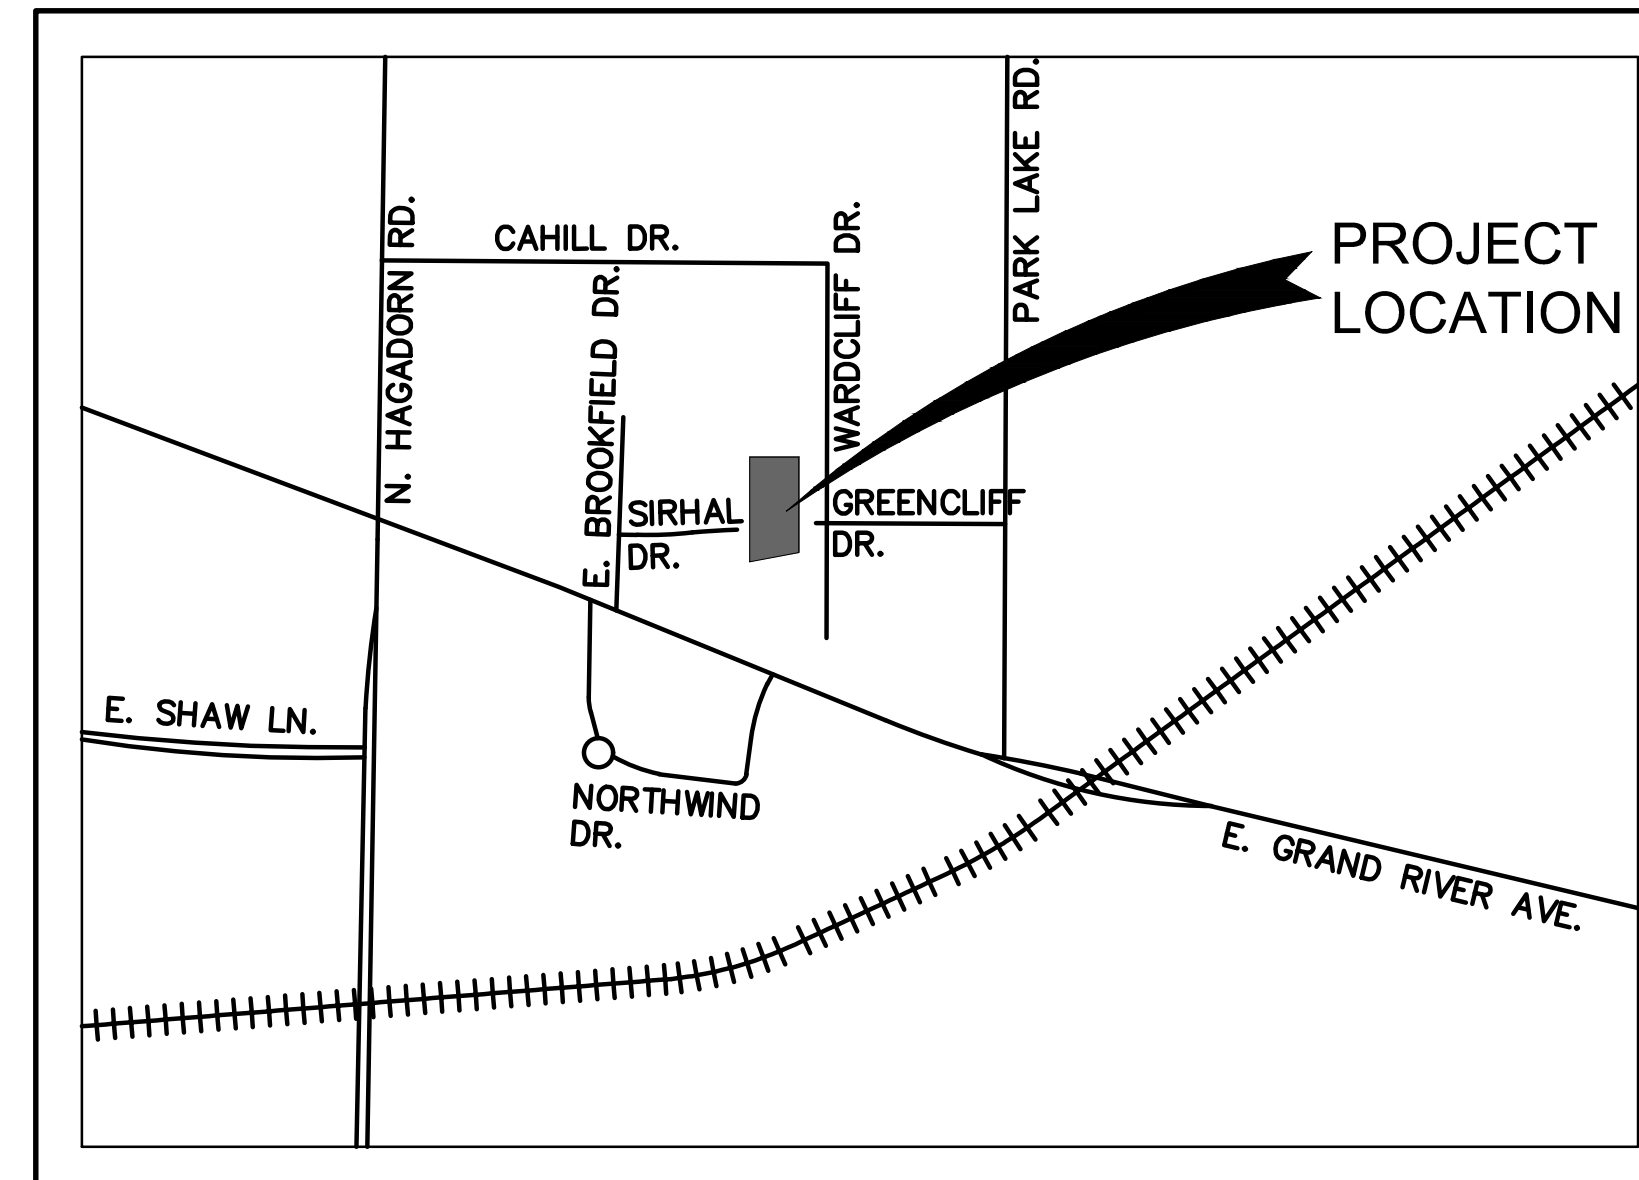 PARK LAKE RD.
N. HAGADORN RD.
CAHILL DR.
WARDCLIFF DR.
PROJECT
LOCATION
E. BROOKFIELD DR.
SIRHAL
DR.
GREENCLIFF
DR.
E. SHAW LN.
NORTHWIND
DR.
E. GRAND RIVER AVE.